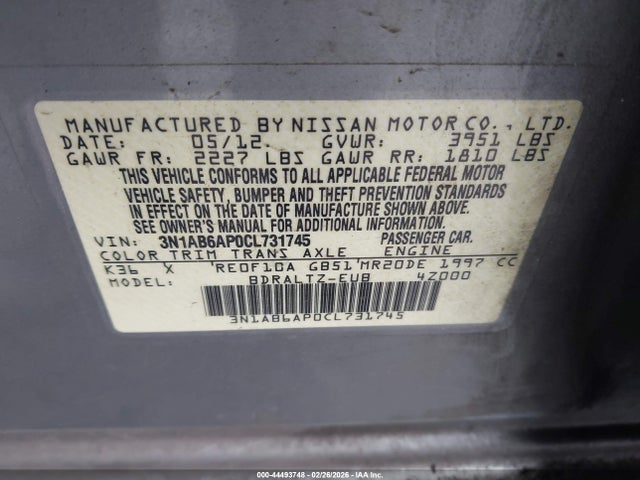 MANUFACTURED BY NISSAN MOTOR CO., LTD.
DATE: 05/12 GVWR: 3951 LBS
GAWR FR: 2227 LBS GAWR RR: 1810 LBS
THIS VEHICLE CONFORMS TO ALL APPLICABLE FEDERAL MOTOR
VEHICLE SAFETY, BUMPER AND THEFT PREVENTION STANDARDS
IN EFFECT ON THE DATE OF MANUFACTURE SHOWN ABOVE.
SEE OWNER'S MANUAL FOR ADDITIONAL INFORMATION.
VIN: 3N1AB6AP0CL731745 PASSENGER CAR.
COLOR TRIM TRANS AXLE ENGINE
K36 X RE0F10A GB51 MR20DE 1997 CC
MODEL: BDRALTZ-EUB 4Z000
3N1AB6AP0CL731745
000-44493748 - 02/26/2026 - IAA Inc.